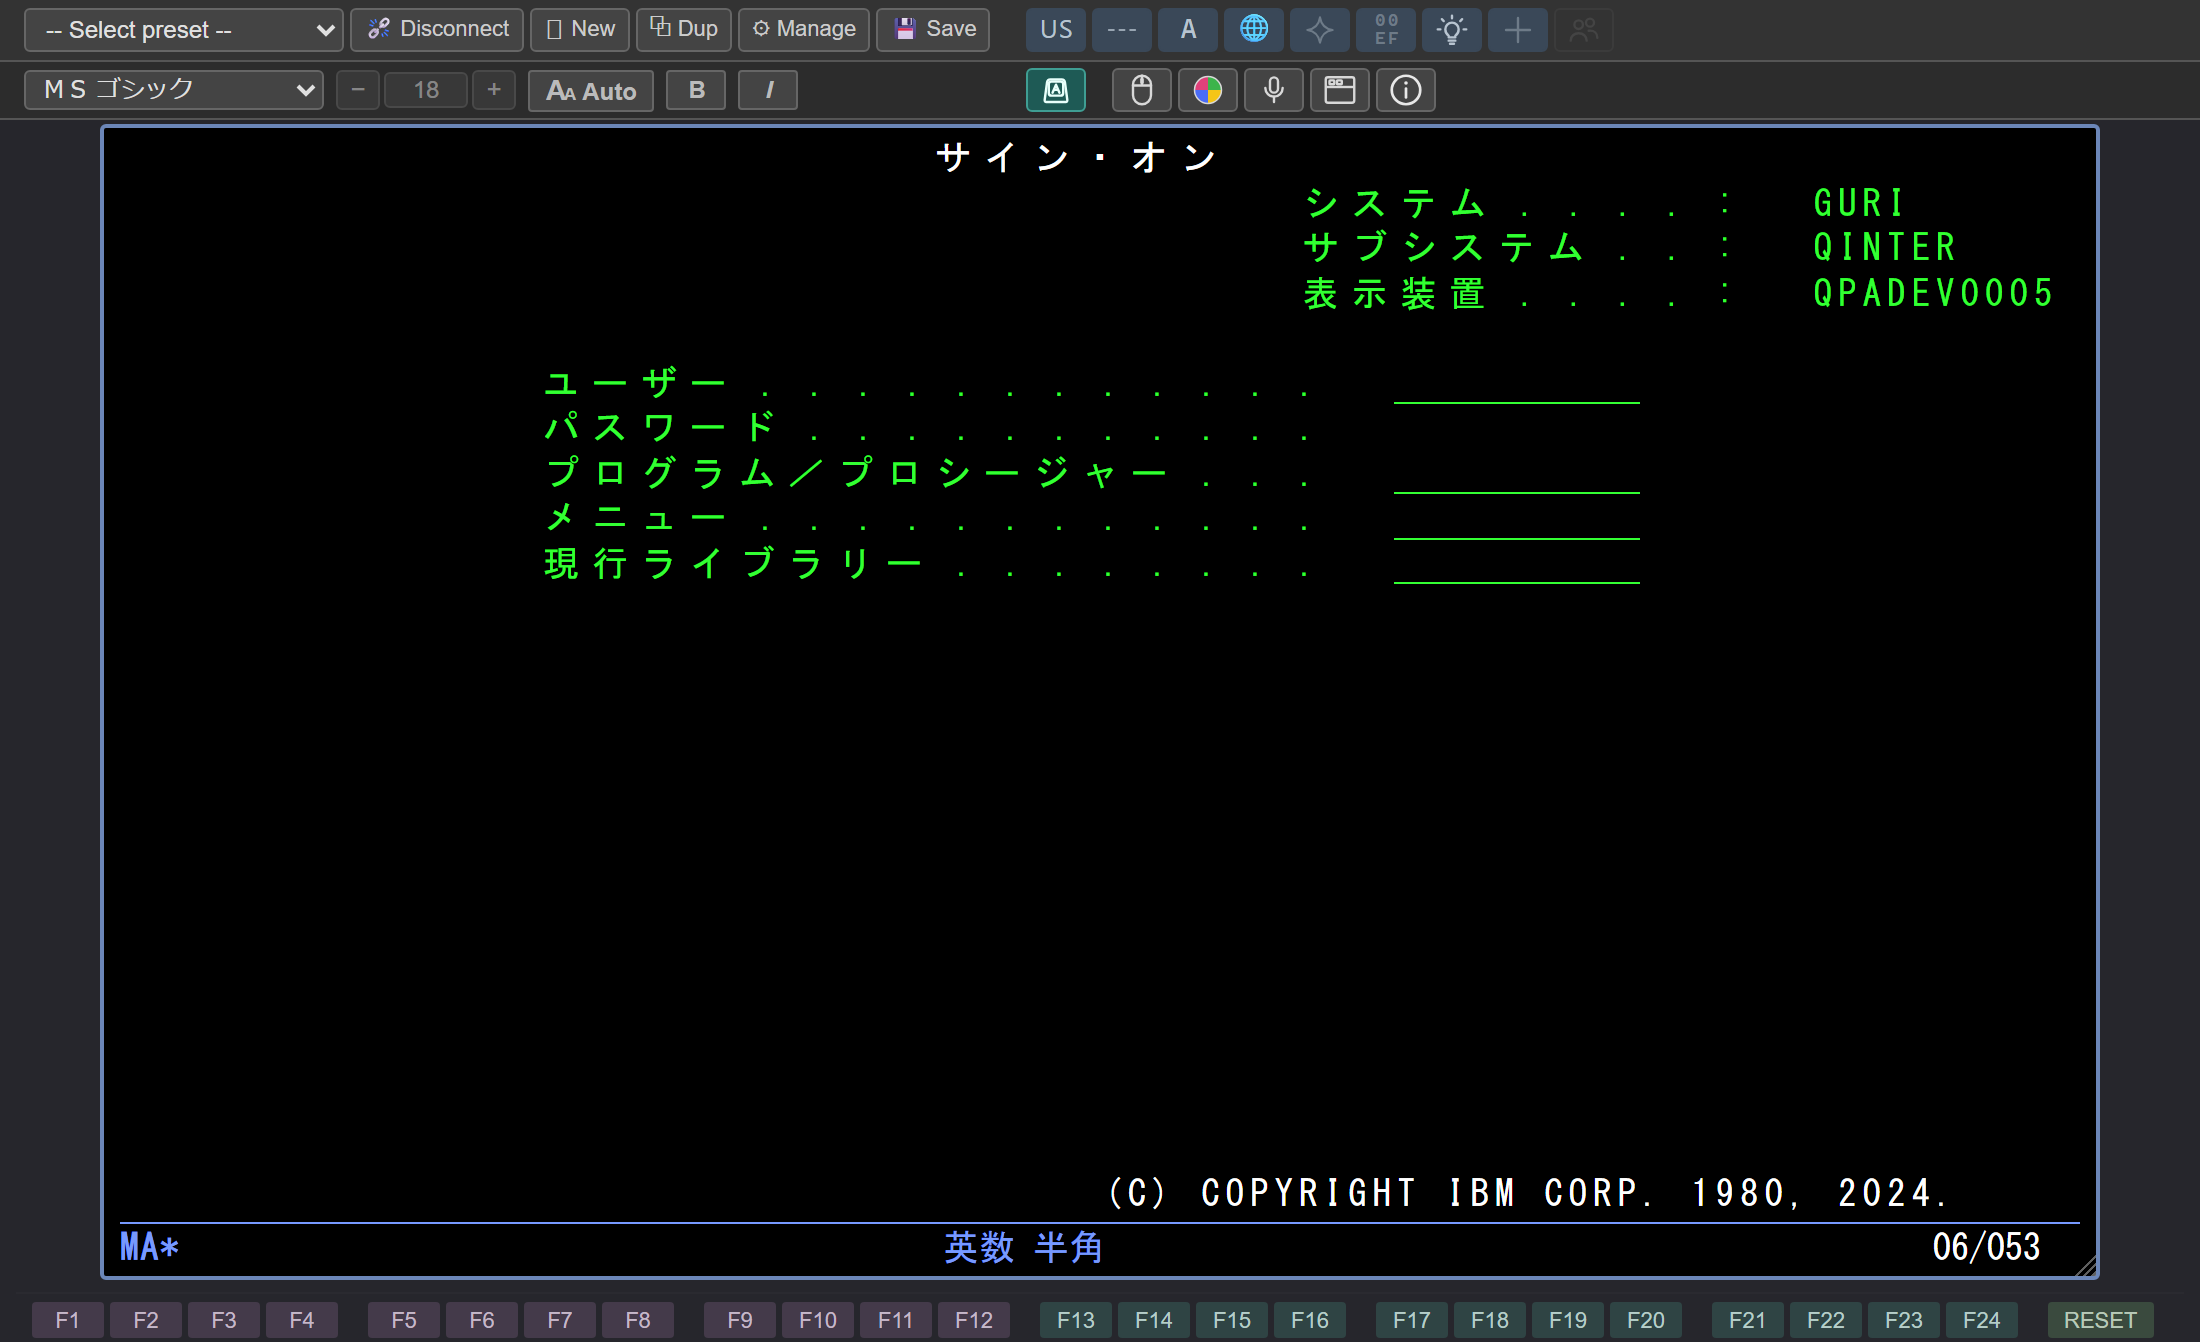 -- Select preset -- Disconnect New Dup Manage Save US --- A 00 EF
MS ゴシック − 18 + AA Auto B I A
サイン・オン
システム . . . . : GURI
サブシステム . . : QINTER
表示装置 . . . . : QPADEV0005
ユーザー . . . . . . . . . . . .
パスワード . . . . . . . . . . .
プログラム／プロシージャー . . .
メニュー . . . . . . . . . . . .
現行ライブラリー . . . . . . . .
(C) COPYRIGHT IBM CORP. 1980, 2024.
MA* 英数 半角 06/053
F1 F2 F3 F4 F5 F6 F7 F8 F9 F10 F11 F12 F13 F14 F15 F16 F17 F18 F19 F20 F21 F22 F23 F24 RESET